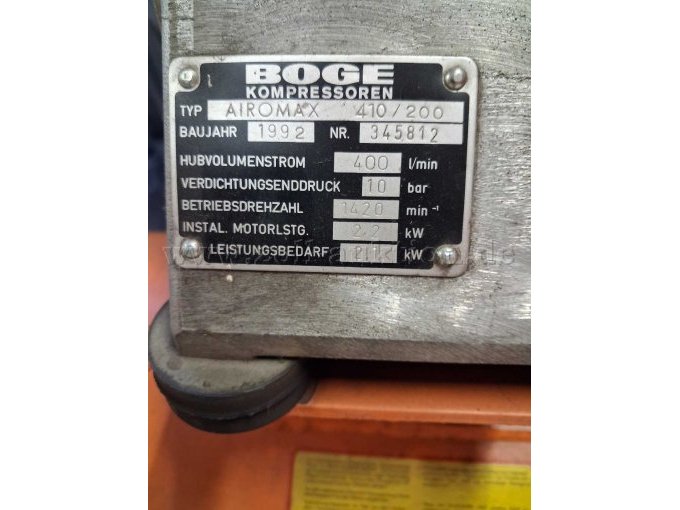 BOGE
KOMPRESSOREN
TYP AIROMAX 410/200
BAUJAHR 1992 NR. 345812
HUBVOLUMENSTROM 400 l/min
VERDICHTUNGSENDDRUCK 10 bar
BETRIEBSDREHZAHL 1420 min⁻¹
INSTAL. MOTORLSTG. 2.2 kW
LEISTUNGSBEDARF kW